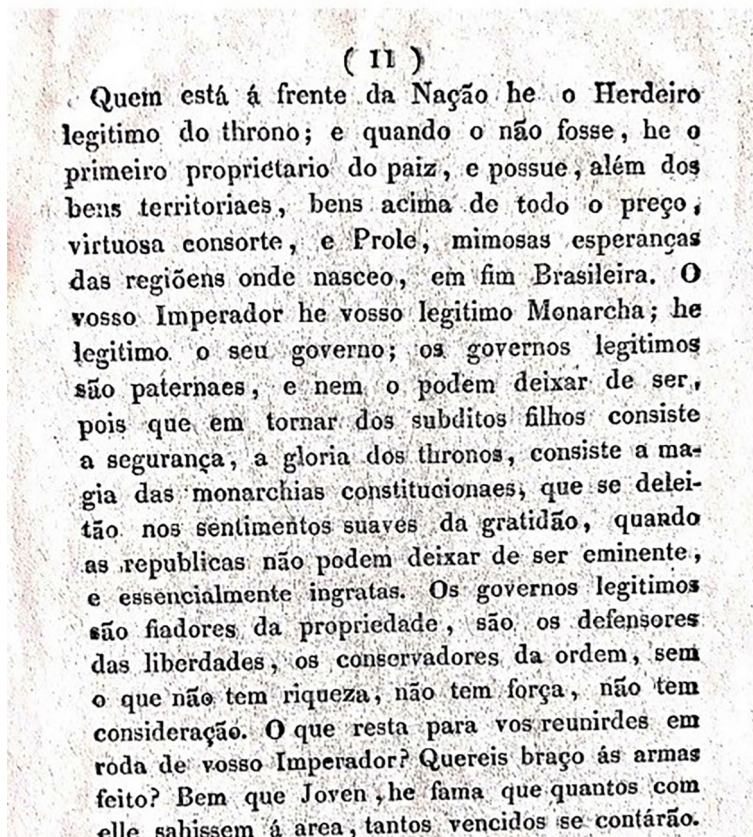 ( 11 )
Quem está á frente da Nação he o Herdeiro
legitimo do throno; e quando o não fosse, he o
primeiro proprietario do paiz, e possue, além dos
bens territoriaes, bens acima de todo o preço,
virtuosa consorte, e Prole, mimosas esperanças
das regiõens onde nasceo, em fim Brasileira. O
vosso Imperador he vosso legitimo Monarcha; he
legitimo o seu governo; os governos legitimos
são paternaes, e nem o podem deixar de ser,
pois que em tornar dos subditos filhos consiste
a segurança, a gloria dos thronos, consiste a ma-
gia das monarchias constitucionaes, que se delei-
tão nos sentimentos suaves da gratidão, quando
as republicas não podem deixar de ser eminente,
e essencialmente ingratas. Os governos legitimos
são fiadores da propriedade, são os defensores
das liberdades, os conservadores da ordem, sem
o que não tem riqueza, não tem força, não tem
consideração. O que resta para vos reunirdes em
roda de vosso Imperador? Quereis braço ás armas
feito? Bem que Joven, he fama que quantos com
elle sahissem á area, tantos vencidos se contárão.